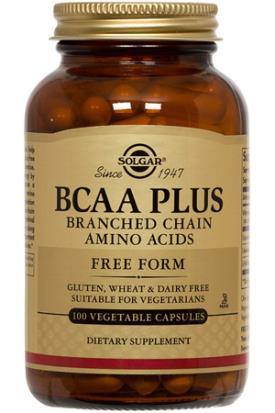 SOLGAR®
Since 1947
BCAA PLUS
BRANCHED CHAIN
AMINO ACIDS
FREE FORM
GLUTEN, WHEAT & DAIRY FREE
SUITABLE FOR VEGETARIANS
100 VEGETABLE CAPSULES
DIETARY SUPPLEMENT